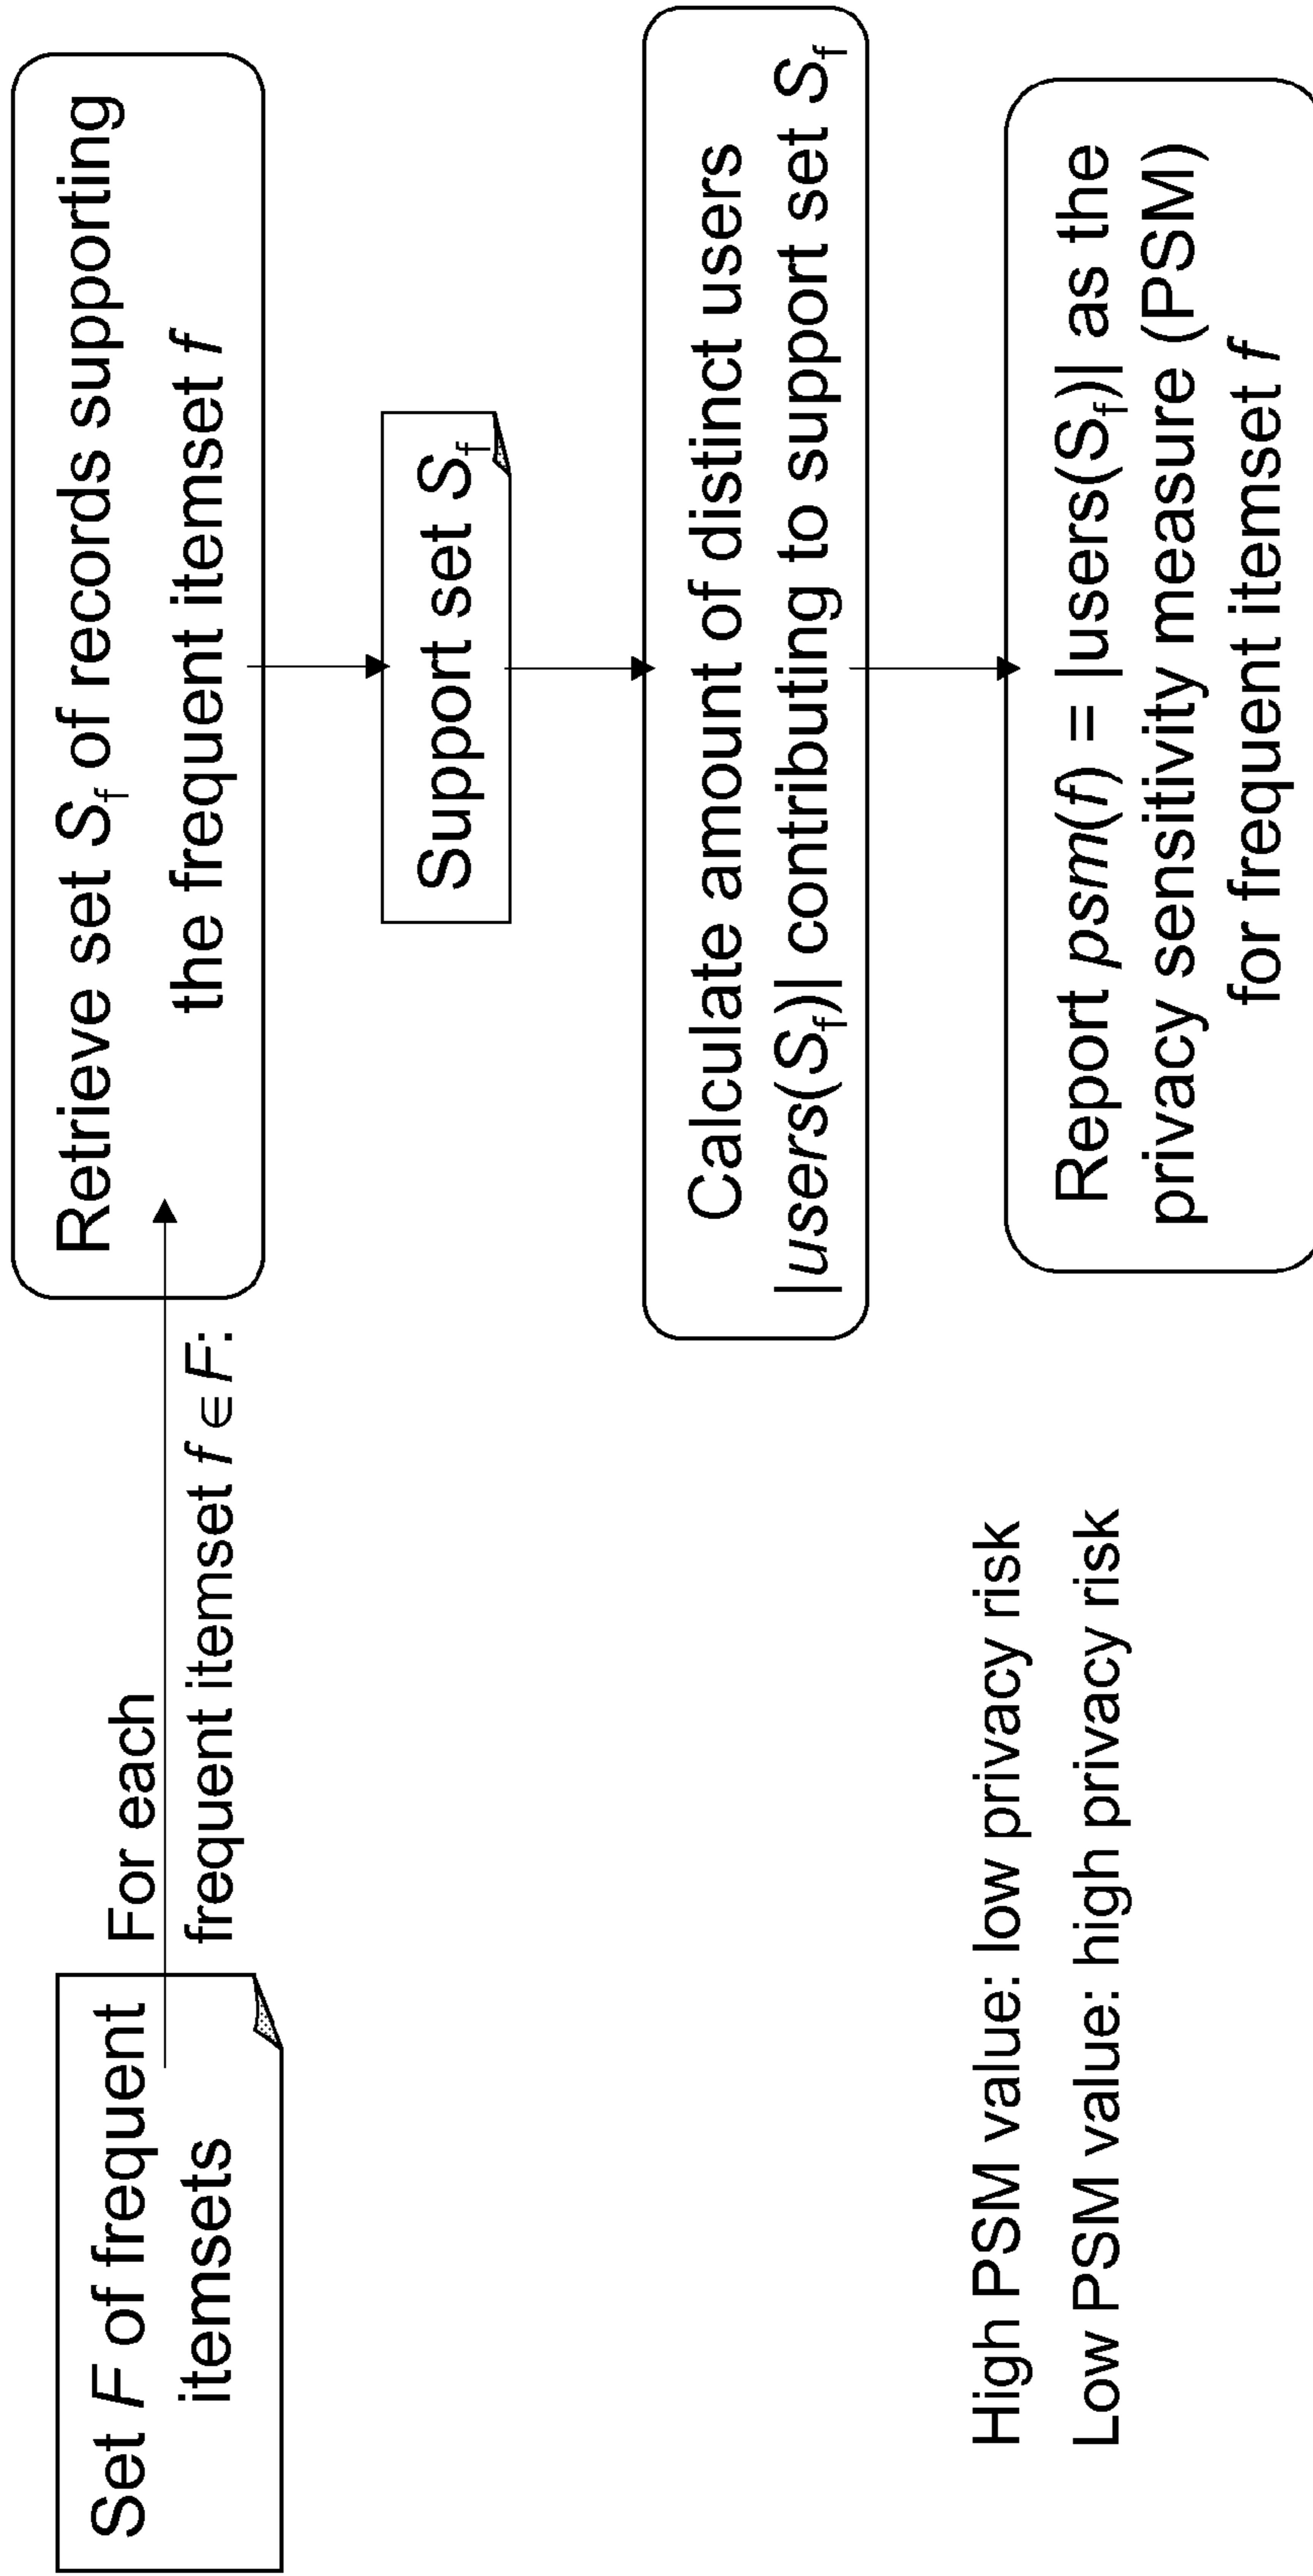 Set F of frequent
itemsets
For each
frequent itemset f ∈ F:
Retrieve set Sf of records supporting
the frequent itemset f
Support set Sf
Calculate amount of distinct users
|users(Sf)| contributing to support set Sf
Report psm(f) = |users(Sf)| as the
privacy sensitivity measure (PSM)
for frequent itemset f
High PSM value: low privacy risk
Low PSM value: high privacy risk